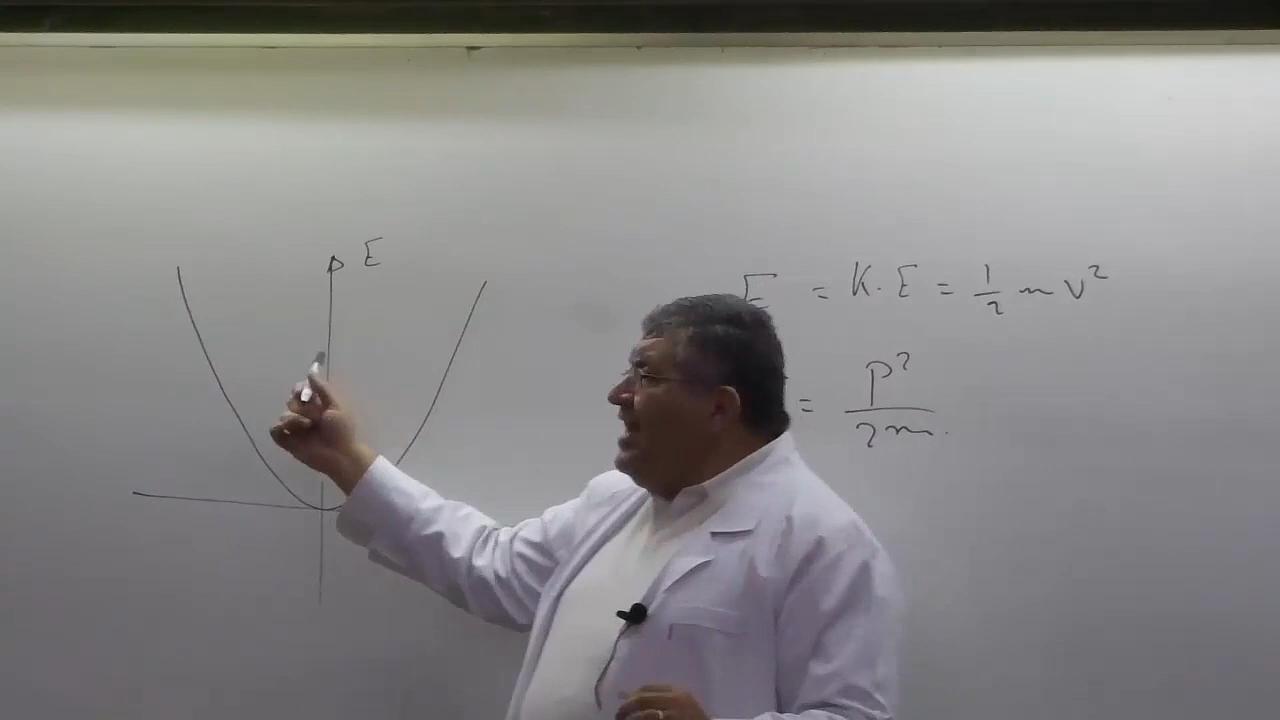 E
E = K.E = 1/2 m v²
= P²/2m.